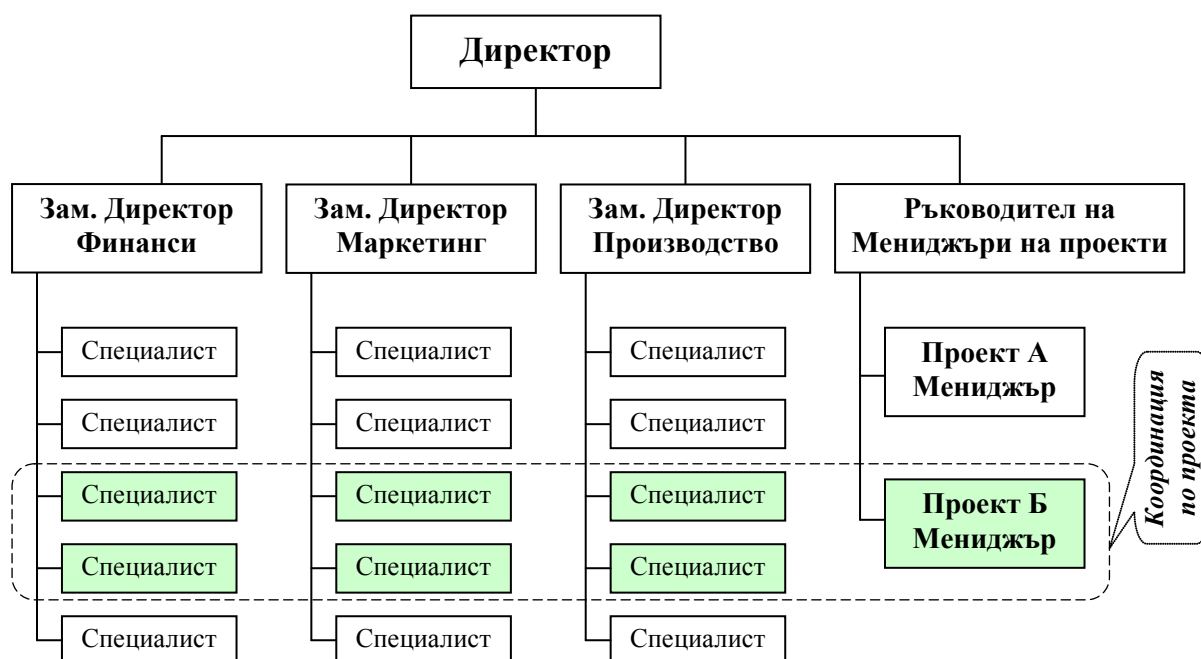 Директор
Зам. Директор
Финанси
Зам. Директор
Маркетинг
Зам. Директор
Производство
Ръководител на
Мениджъри на проекти
Специалист
Специалист
Специалист
Проект А
Мениджър
Специалист
Специалист
Специалист
Координация
по проекта
Специалист
Специалист
Специалист
Проект Б
Мениджър
Специалист
Специалист
Специалист
Специалист
Специалист
Специалист